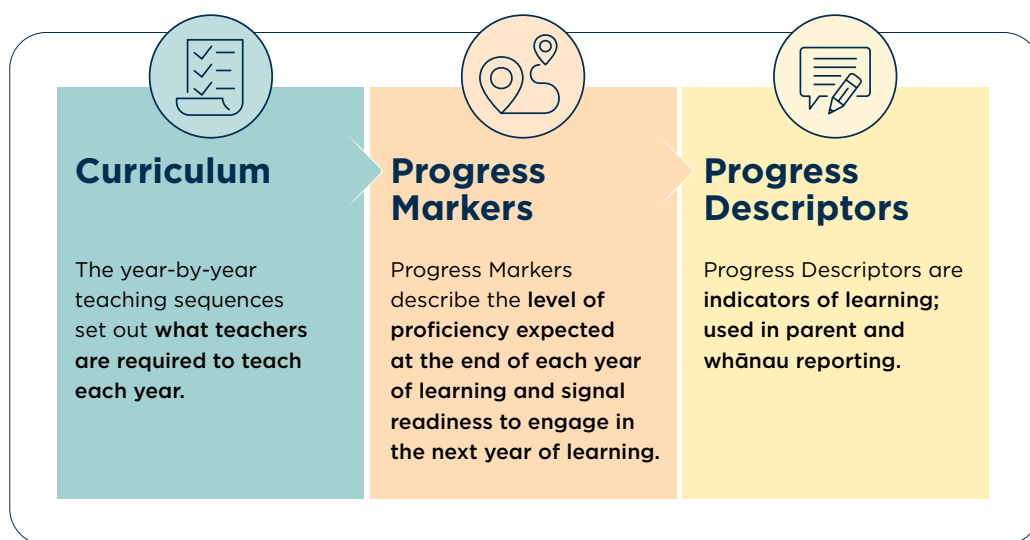 Curriculum
The year-by-year
teaching sequences
set out what teachers
are required to teach
each year.
Progress
Markers
Progress Markers
describe the level of
proficiency expected
at the end of each year
of learning and signal
readiness to engage in
the next year of learning.
Progress
Descriptors
Progress Descriptors are
indicators of learning;
used in parent and
whānau reporting.